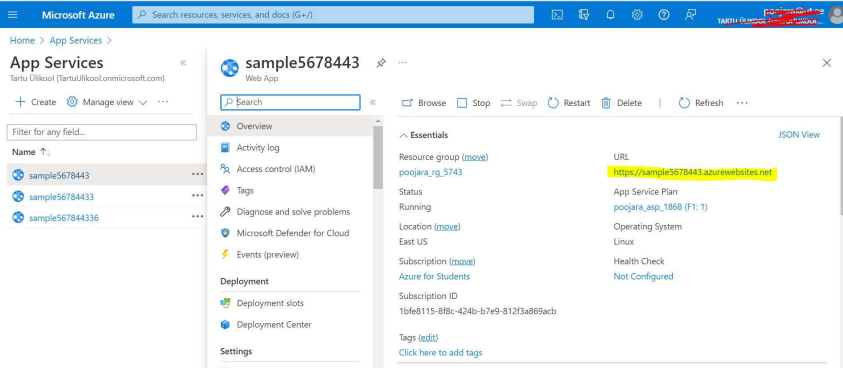 Microsoft Azure
Search resources, services, and docs (G+/)
Home > App Services >
App Services
Tartu Ülikool (TartuUlikool.onmicrosoft.com)
Create
Manage view
Filter for any field...
Name ↑↓
sample5678443
sample56784433
sample567844336
sample5678443
Web App
Search
Overview
Activity log
Access control (IAM)
Tags
Diagnose and solve problems
Microsoft Defender for Cloud
Events (preview)
Deployment
Deployment slots
Deployment Center
Settings
Browse Stop Swap Restart Delete Refresh
Essentials
JSON View
Resource group (move)
poojara_rg_5743
Status
Running
Location (move)
East US
Subscription (move)
Azure for Students
Subscription ID
1bfe8115-8f8c-424b-b7e9-812f3a869acb
Tags (edit)
Click here to add tags
URL
https://sample5678443.azurewebsites.net
App Service Plan
poojara_asp_1868 (F1: 1)
Operating System
Linux
Health Check
Not Configured